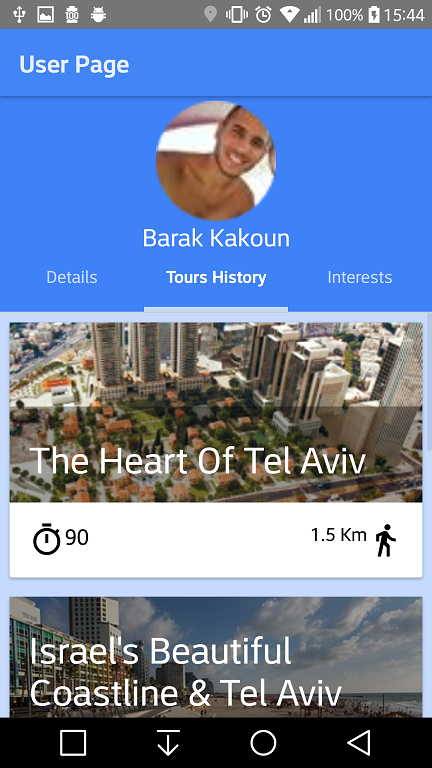 100% 15:44
User Page
Barak Kakoun
Details Tours History Interests
The Heart Of Tel Aviv
90 1.5 Km
Israel's Beautiful
Coastline & Tel Aviv